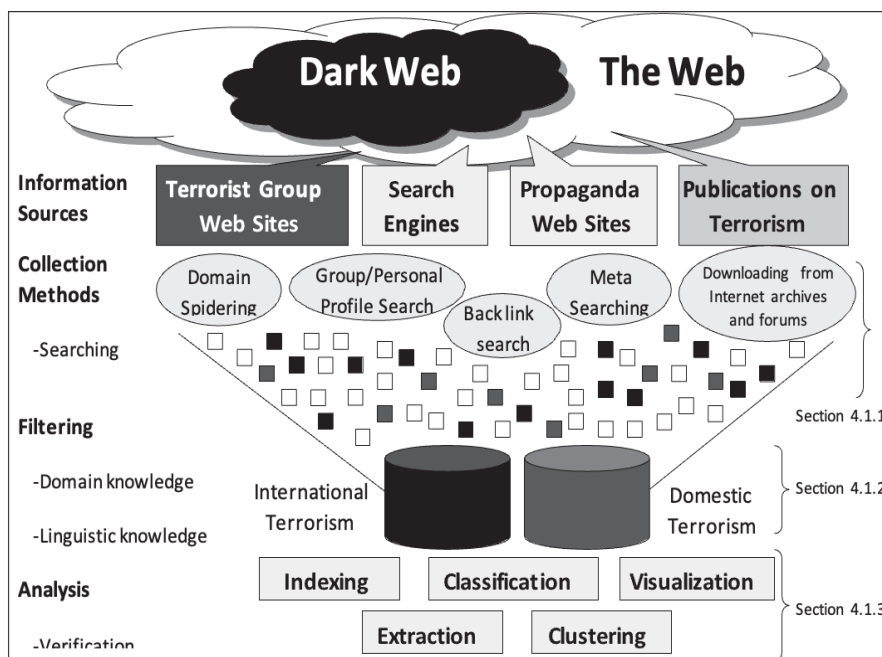 Dark Web
The Web
Information
Sources
Terrorist Group
Web Sites
Search
Engines
Propaganda
Web Sites
Publications on
Terrorism
Collection
Methods
-Searching
Domain
Spidering
Group/Personal
Profile Search
Back link
search
Meta
Searching
Downloading from
Internet archives
and forums
Section 4.1.1
Filtering
-Domain knowledge
-Linguistic knowledge
International
Terrorism
Domestic
Terrorism
Section 4.1.2
Analysis
-Verification
Indexing
Classification
Visualization
Extraction
Clustering
Section 4.1.3